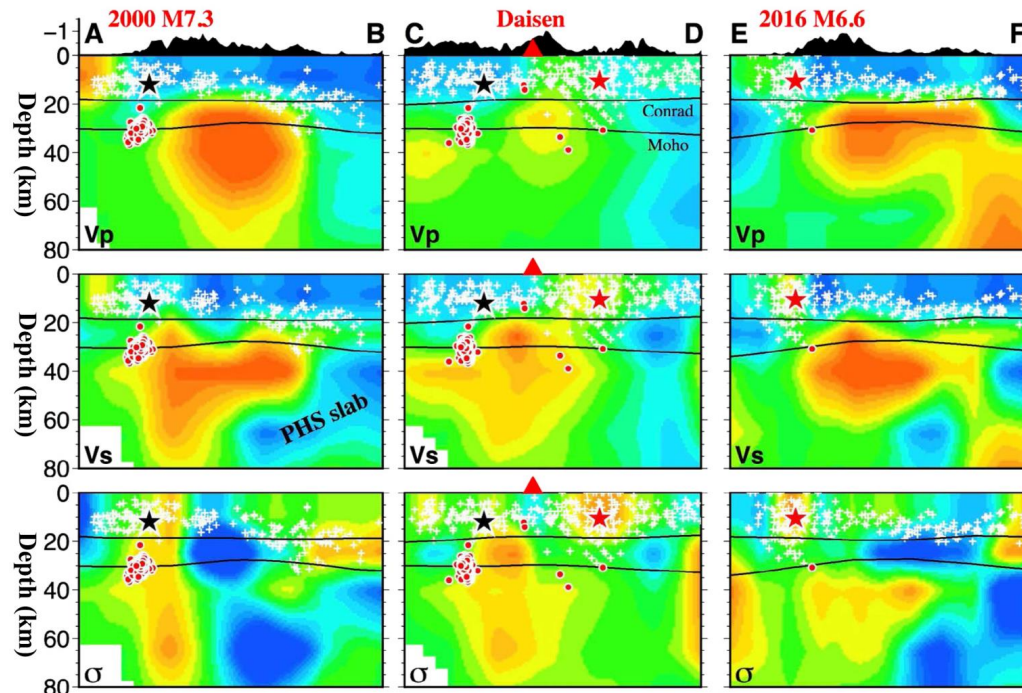 2000 M7.3 Daisen 2016 M6.6
A B C D E F
−1
0
20
40
60
80
Depth (km)
Vp
Conrad
Moho
Vp
Vp
0
20
40
60
80
Depth (km)
Vs
PHS slab
Vs
Vs
0
20
40
60
80
Depth (km)
σ
σ
σ